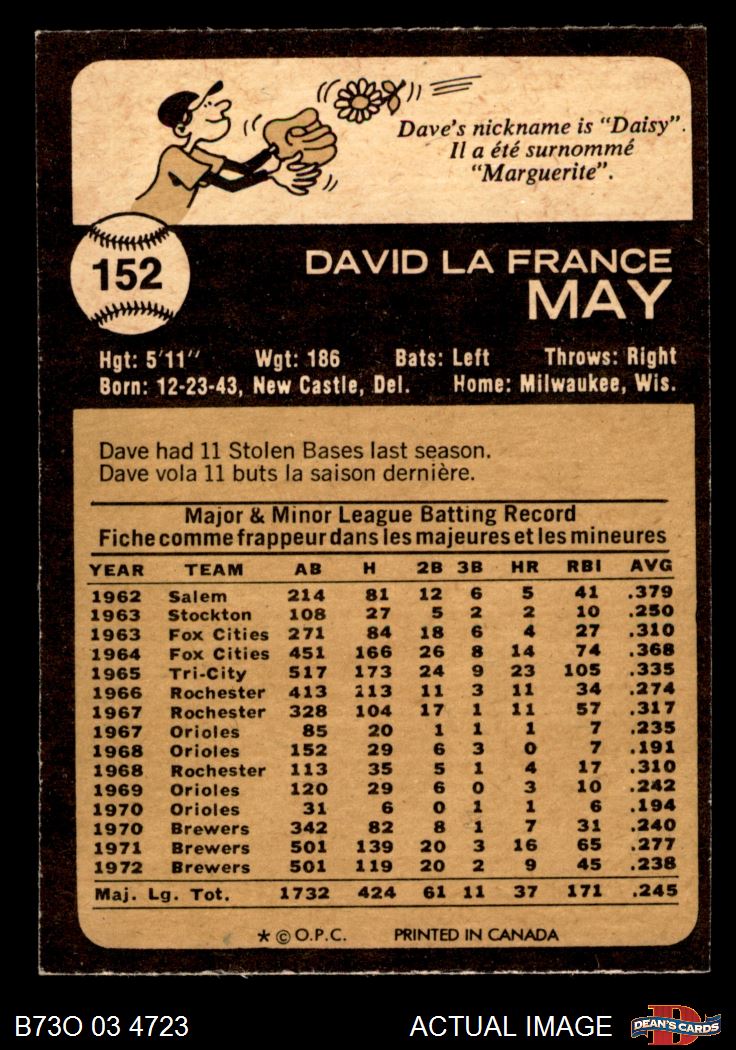 Dave's nickname is "Daisy".
Il a été surnommé
"Marguerite".
152
DAVID LA FRANCE
MAY
Hgt: 5'11" Wgt: 186 Bats: Left Throws: Right
Born: 12-23-43, New Castle, Del. Home: Milwaukee, Wis.
Dave had 11 Stolen Bases last season.
Dave vola 11 buts la saison dernière.
Major & Minor League Batting Record
Fiche comme frappeur dans les majeures et les mineures
YEAR TEAM AB H 2B 3B HR RBI AVG
1962 Salem 214 81 12 6 5 41 .379
1963 Stockton 108 27 5 2 2 10 .250
1963 Fox Cities 271 84 18 6 4 27 .310
1964 Fox Cities 451 166 26 8 14 74 .368
1965 Tri-City 517 173 24 9 23 105 .335
1966 Rochester 413 113 11 3 11 34 .274
1967 Rochester 328 104 17 1 11 57 .317
1967 Orioles 85 20 1 1 1 7 .235
1968 Orioles 152 29 6 3 0 7 .191
1968 Rochester 113 35 5 1 4 17 .310
1969 Orioles 120 29 6 0 3 10 .242
1970 Orioles 31 6 0 1 1 6 .194
1970 Brewers 342 82 8 1 7 31 .240
1971 Brewers 501 139 20 3 16 65 .277
1972 Brewers 501 119 20 2 9 45 .238
Maj. Lg. Tot. 1732 424 61 11 37 171 .245
* © O.P.C. PRINTED IN CANADA
B73O 03 4723 ACTUAL IMAGE DEAN'S CARDS